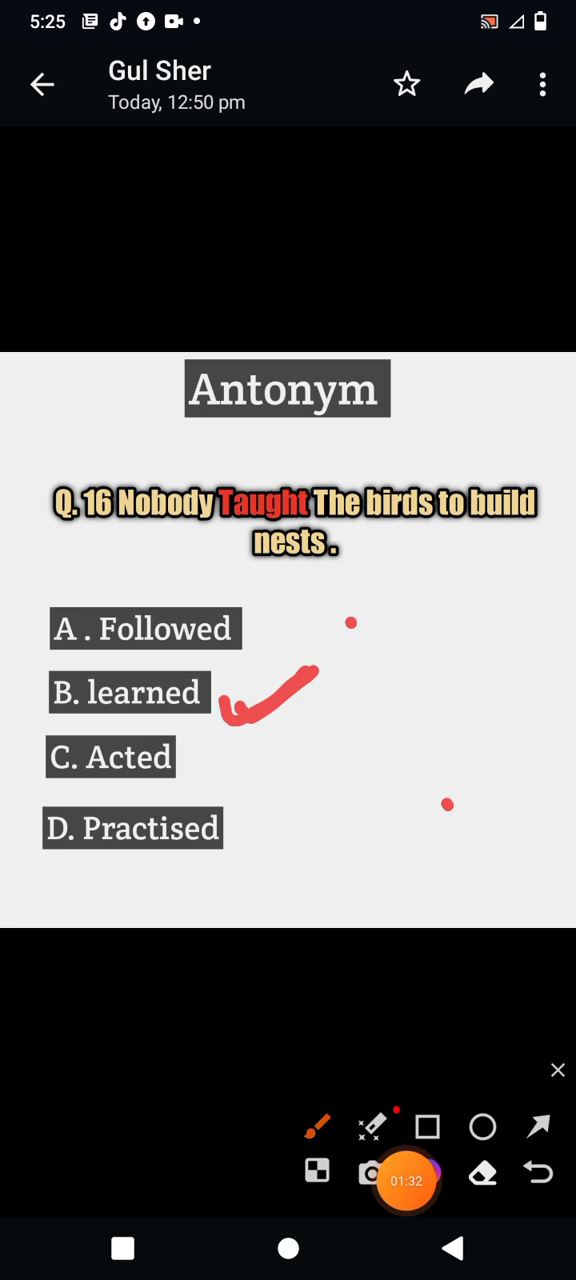 5:25
Gul Sher
Today, 12:50 pm
Antonym
Q. 16 Nobody Taught The birds to build
nests .
A . Followed
B. learned
C. Acted
D. Practised
01:32